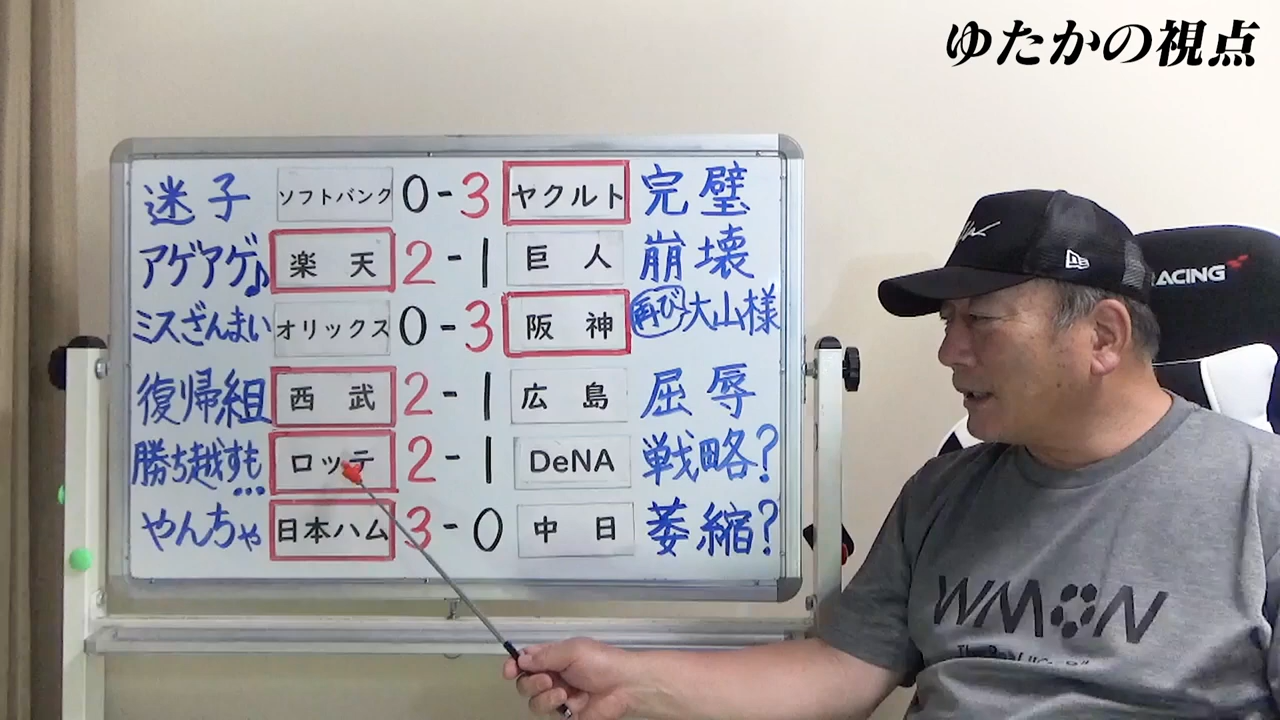 ゆたかの視点
迷子 ソフトバンク 0-3 ヤクルト 完璧
アゲアゲ♪ 楽天 2-1 巨人 崩壊
ミスざんまい オリックス 0-3 阪神 再び大山様
復帰組 西武 2-1 広島 屈辱
勝ち越すも… ロッテ 2-1 DeNA 戦略?
やんちゃ 日本ハム 3-0 中日 萎縮?
RACING
WMON